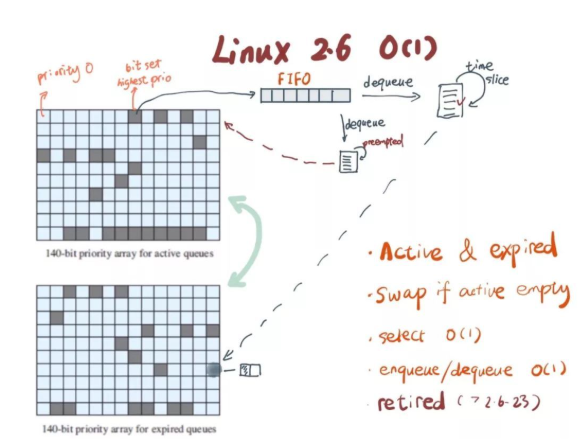 Linux 2.6 O(1)
priority 0
bit set
highest prio
FIFO
dequeue
time
slice
dequeue
preempted
140-bit priority array for active queues
· Active & expired
· Swap if active empty
· select O(1)
· enqueue/dequeue O(1)
· retired (> 2.6.23)
140-bit priority array for expired queues